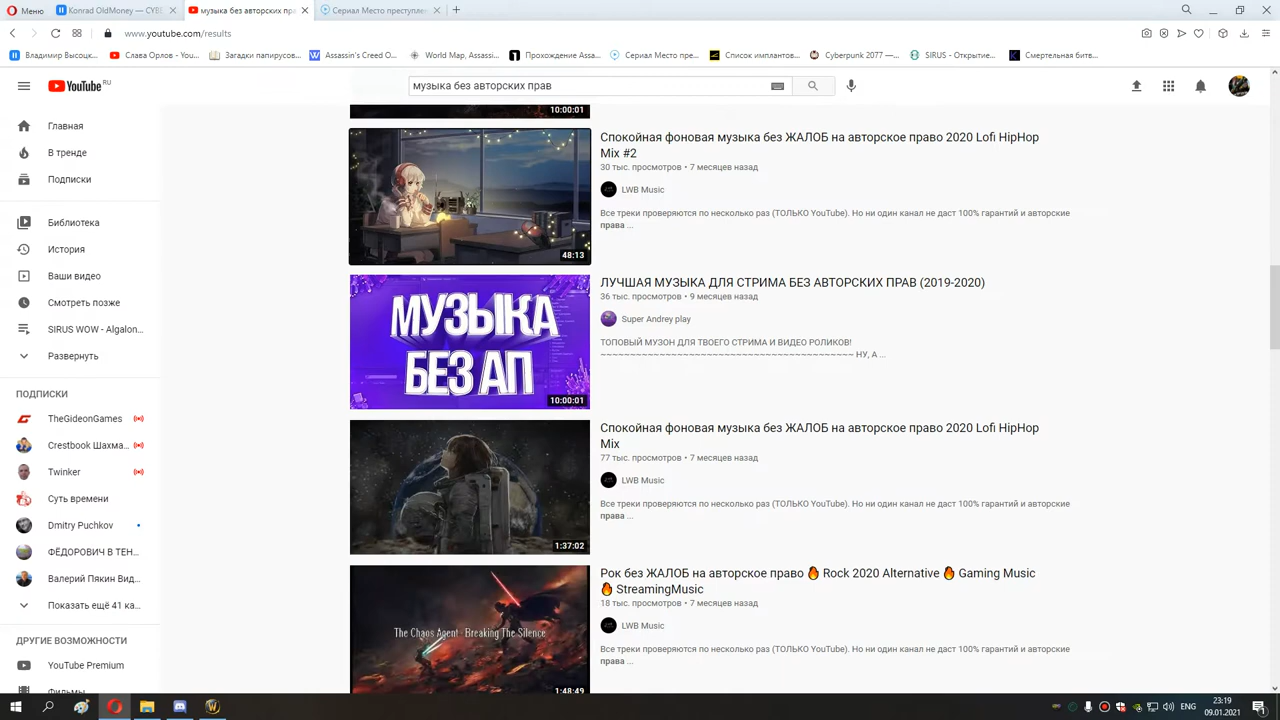 Меню
Konrad OldMoney — CYBE
музыка без авторских прав
Сериал Место преступлен
www.youtube.com/results
Владимир Высоцк...
Слава Орлов - You...
Загадки папирусов...
Assassin's Creed O...
World Map, Assassi...
Прохождение Assa...
Сериал Место пре...
Список имплантов...
Cyberpunk 2077 —...
SIRUS - Открытие...
Смертельная битв...
YouTube RU
музыка без авторских прав
Главная
В тренде
Подписки
Библиотека
История
Ваши видео
Смотреть позже
SIRUS WOW - Algalon...
Развернуть
ПОДПИСКИ
TheGideonGames
Crestbook Шахма...
Twinker
Суть времени
Dmitry Puchkov
ФЁДОРОВИЧ В ТЕН...
Валерий Пякин Вид...
Показать ещё 41 ка...
ДРУГИЕ ВОЗМОЖНОСТИ
YouTube Premium
Фильмы
10:00:01
Спокойная фоновая музыка без ЖАЛОБ на авторское право 2020 Lofi HipHop
Mix #2
30 тыс. просмотров • 7 месяцев назад
LWB Music
Все треки проверяются по несколько раз (ТОЛЬКО YouTube). Но ни один канал не даст 100% гарантий и авторские
права ...
48:13
МУЗЫКА
БЕЗ АП
10:00:01
ЛУЧШАЯ МУЗЫКА ДЛЯ СТРИМА БЕЗ АВТОРСКИХ ПРАВ (2019-2020)
36 тыс. просмотров • 9 месяцев назад
Super Andrey play
ТОПОВЫЙ МУЗОН ДЛЯ ТВОЕГО СТРИМА И ВИДЕО РОЛИКОВ!
~~~~~~~~~~~~~~~~~~~~~~~~~~~~~~~~~~~~~~~~~~ НУ, А ...
1:37:02
Спокойная фоновая музыка без ЖАЛОБ на авторское право 2020 Lofi HipHop
Mix
77 тыс. просмотров • 7 месяцев назад
LWB Music
Все треки проверяются по несколько раз (ТОЛЬКО YouTube). Но ни один канал не даст 100% гарантий и авторские
права ...
The Chaos Agent - Breaking The Silence
1:48:49
Рок без ЖАЛОБ на авторское право 🔥 Rock 2020 Alternative 🔥 Gaming Music
🔥 StreamingMusic
18 тыс. просмотров • 7 месяцев назад
LWB Music
Все треки проверяются по несколько раз (ТОЛЬКО YouTube). Но ни один канал не даст 100% гарантий и авторские
права ...
ENG
23:19
09.01.2021
1